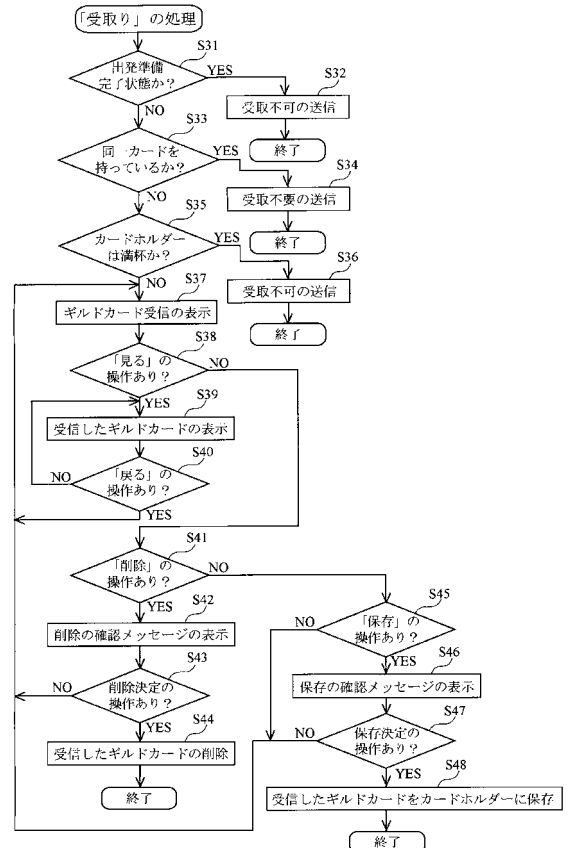 「受取り」の処理
S31
出発準備
完了状態か？
YES
S32
受取不可の送信
NO
終了
S33
同一カードを
持っているか？
YES
S34
受取不要の送信
NO
終了
S35
カードホルダー
は満杯か？
YES
S36
受取不可の送信
NO
終了
S37
ギルドカード受信の表示
S38
「見る」の
操作あり？
NO
YES
S39
受信したギルドカードの表示
S40
「戻る」の
操作あり？
NO
YES
S41
「削除」の
操作あり？
NO
YES
S42
削除の確認メッセージの表示
S43
削除決定の
操作あり？
NO
YES
S44
受信したギルドカードの削除
終了
S45
「保存」の
操作あり？
NO
YES
S46
保存の確認メッセージの表示
S47
保存決定の
操作あり？
NO
YES
S48
受信したギルドカードをカードホルダーに保存
終了